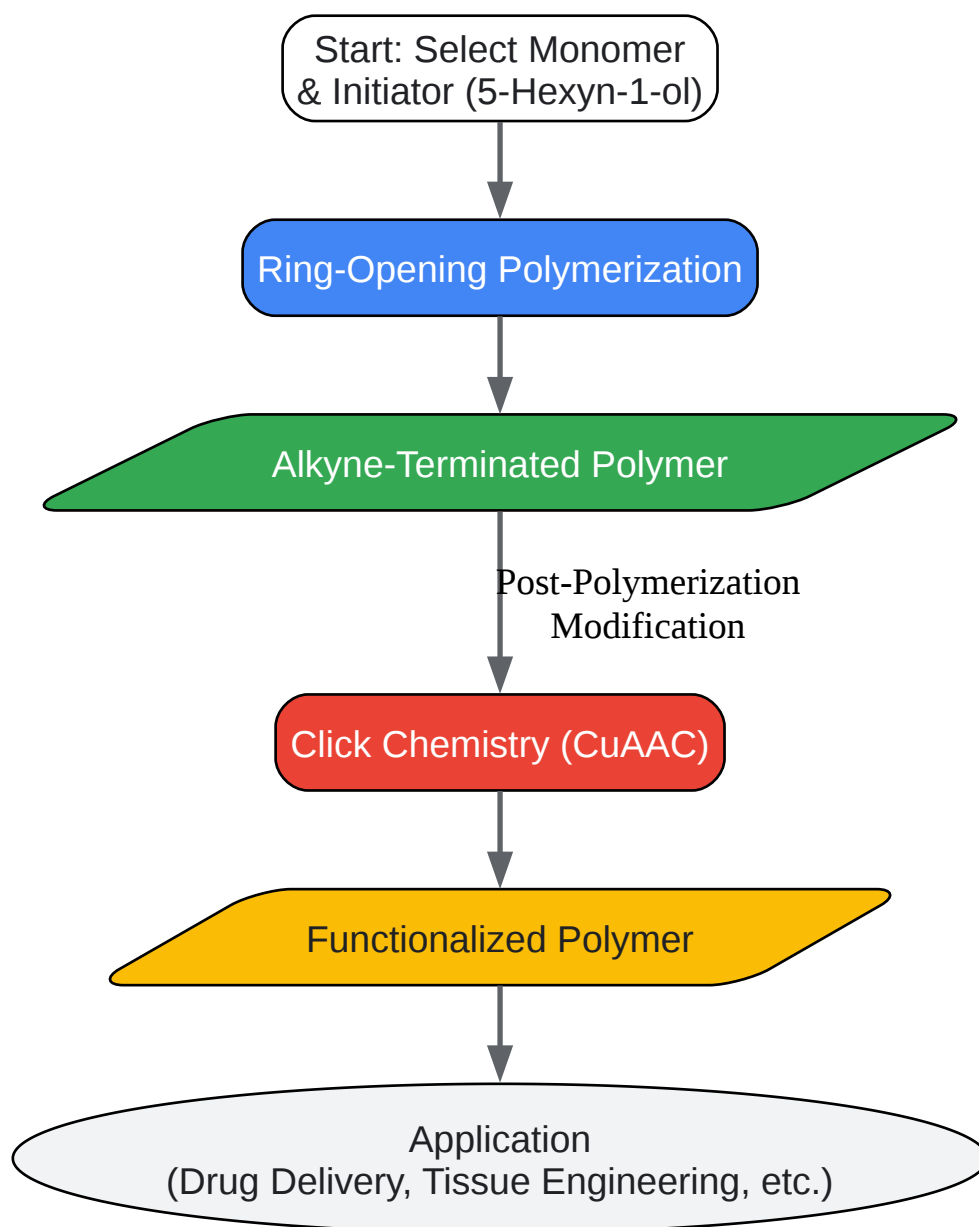 Start: Select Monomer
& Initiator (5-Hexyn-1-ol)
Ring-Opening Polymerization
Alkyne-Terminated Polymer
Post-Polymerization
Modification
Click Chemistry (CuAAC)
Functionalized Polymer
Application
(Drug Delivery, Tissue Engineering, etc.)